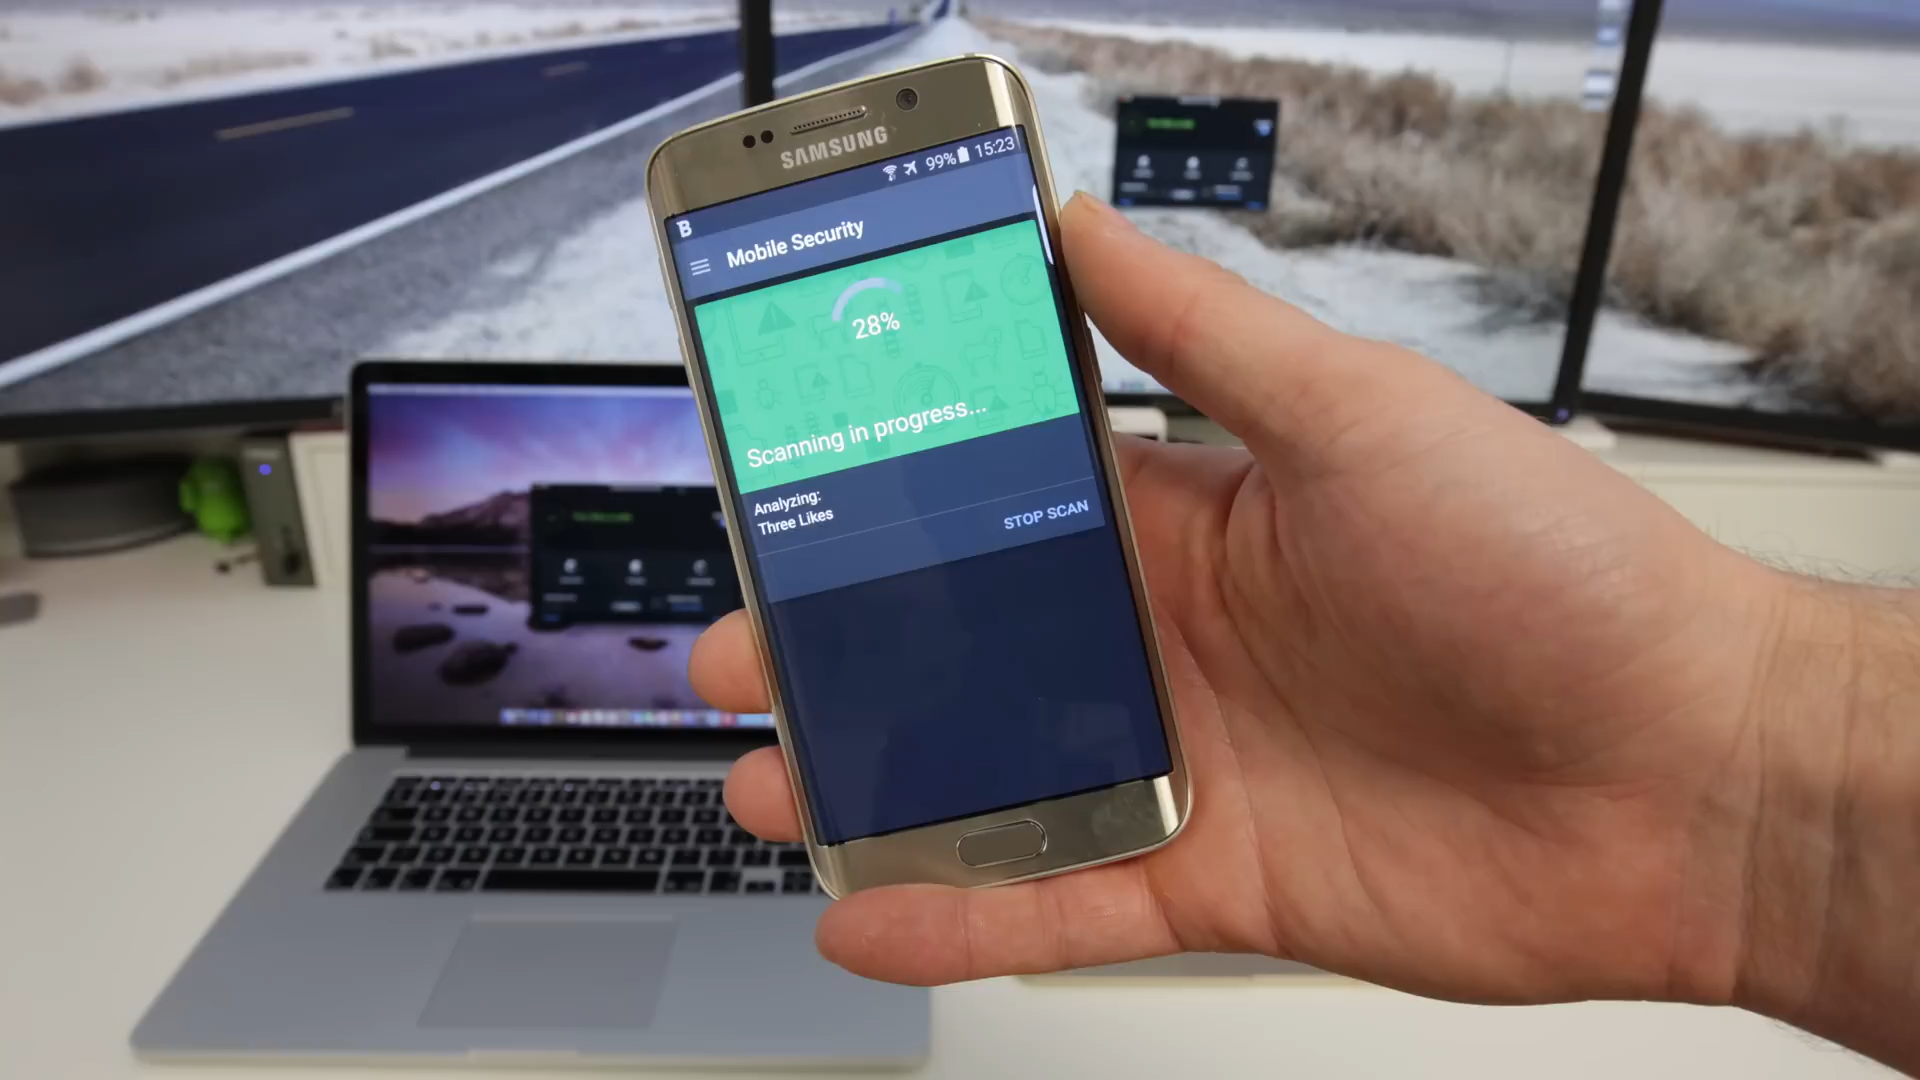 SAMSUNG
99% 15:23
B
Mobile Security
28%
Scanning in progress...
Analyzing:
Three Likes
STOP SCAN